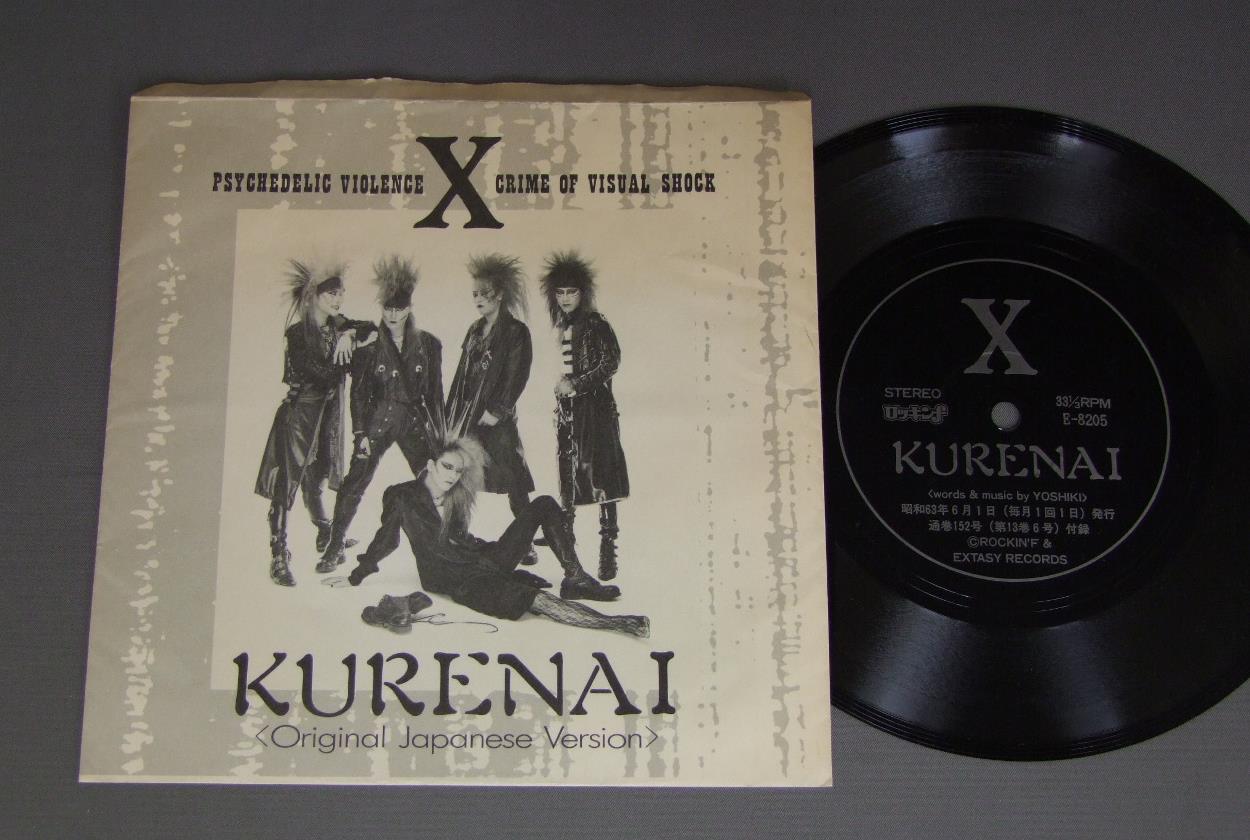 X
PSYCHEDELIC VIOLENCE CRIME OF VISUAL SHOCK
KURENAI
<Original Japanese Version>
X
STEREO
ロッキンf
33⅓RPM
E-8205
KURENAI
<words & music by YOSHIKI>
昭和63年6月1日(毎月1回1日)発行
通巻152号(第13巻6号)付録
©ROCKIN'F &
EXTASY RECORDS